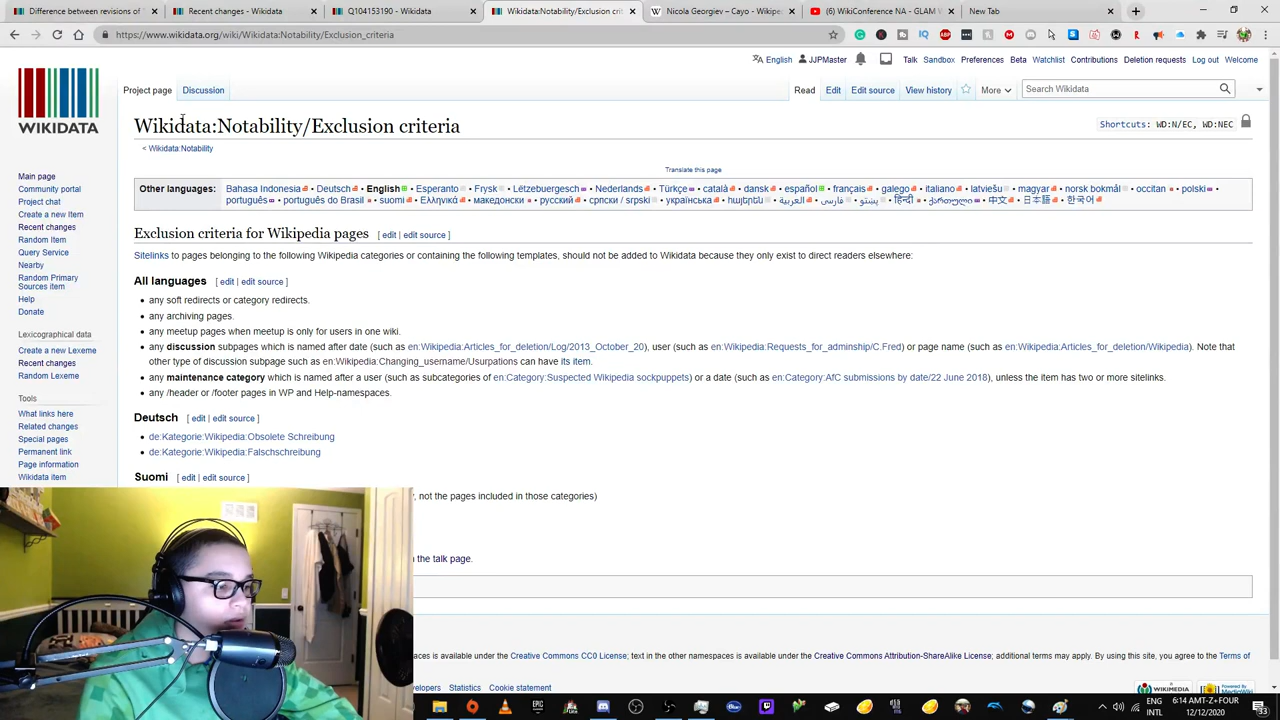 Difference between revisions of "
Recent changes - Wikidata
Q104153190 - Wikidata
Wikidata:Notability/Exclusion crit
Nicola Georgiev - Cayo - Wikipe
(6) WikiConference NA - GLAM W
New Tab
https://www.wikidata.org/wiki/Wikidata:Notability/Exclusion_criteria
English JJPMaster Talk Sandbox Preferences Beta Watchlist Contributions Deletion requests Log out Welcome
Project page Discussion Read Edit Edit source View history More Search Wikidata
WIKIDATA
Wikidata:Notability/Exclusion criteria
Shortcuts: WD:N/EC, WD:NEC
< Wikidata:Notability
Translate this page
Other languages: Bahasa Indonesia • Deutsch • English • Esperanto • Frysk • Lëtzebuergesch • Nederlands • Türkçe • català • dansk • español • français • galego • italiano • latviešu • magyar • norsk bokmål • occitan • polski •
português • português do Brasil • suomi • Ελληνικά • македонски • русский • српски / srpski • українська • հայերեն • العربية • فارسی • پښتو • हिन्दी • ქართული • 中文 • 日本語 • 한국어
Exclusion criteria for Wikipedia pages [ edit | edit source ]
Sitelinks to pages belonging to the following Wikipedia categories or containing the following templates, should not be added to Wikidata because they only exist to direct readers elsewhere:
All languages [ edit | edit source ]
• any soft redirects or category redirects.
• any archiving pages.
• any meetup pages when meetup is only for users in one wiki.
• any discussion subpages which is named after date (such as en:Wikipedia:Articles_for_deletion/Log/2013_October_20), user (such as en:Wikipedia:Requests_for_adminship/C.Fred) or page name (such as en:Wikipedia:Articles_for_deletion/Wikipedia). Note that
other type of discussion subpage such as en:Wikipedia:Changing_username/Usurpations can have its item.
• any maintenance category which is named after a user (such as subcategories of en:Category:Suspected Wikipedia sockpuppets) or a date (such as en:Category:AfC submissions by date/22 June 2018), unless the item has two or more sitelinks.
• any /header or /footer pages in WP and Help-namespaces.
Deutsch [ edit | edit source ]
• de:Kategorie:Wikipedia:Obsolete Schreibung
• de:Kategorie:Wikipedia:Falschschreibung
Suomi [ edit | edit source ]
, not the pages included in those categories)
the talk page.
Main page
Community portal
Project chat
Create a new Item
Recent changes
Random Item
Query Service
Nearby
Random Primary
Sources item
Help
Donate
Lexicographical data
Create a new Lexeme
Recent changes
Random Lexeme
Tools
What links here
Related changes
Special pages
Permanent link
Page information
Wikidata item
aces is available under the Creative Commons CC0 License; text in the other namespaces is available under the Creative Commons Attribution-ShareAlike License; additional terms may apply. By using this site, you agree to the Terms of
velopers Statistics Cookie statement
WIKIMEDIA
Powered By
MediaWiki
ENG
INTL
6:14 AMT-Z+FOUR
12/12/2020